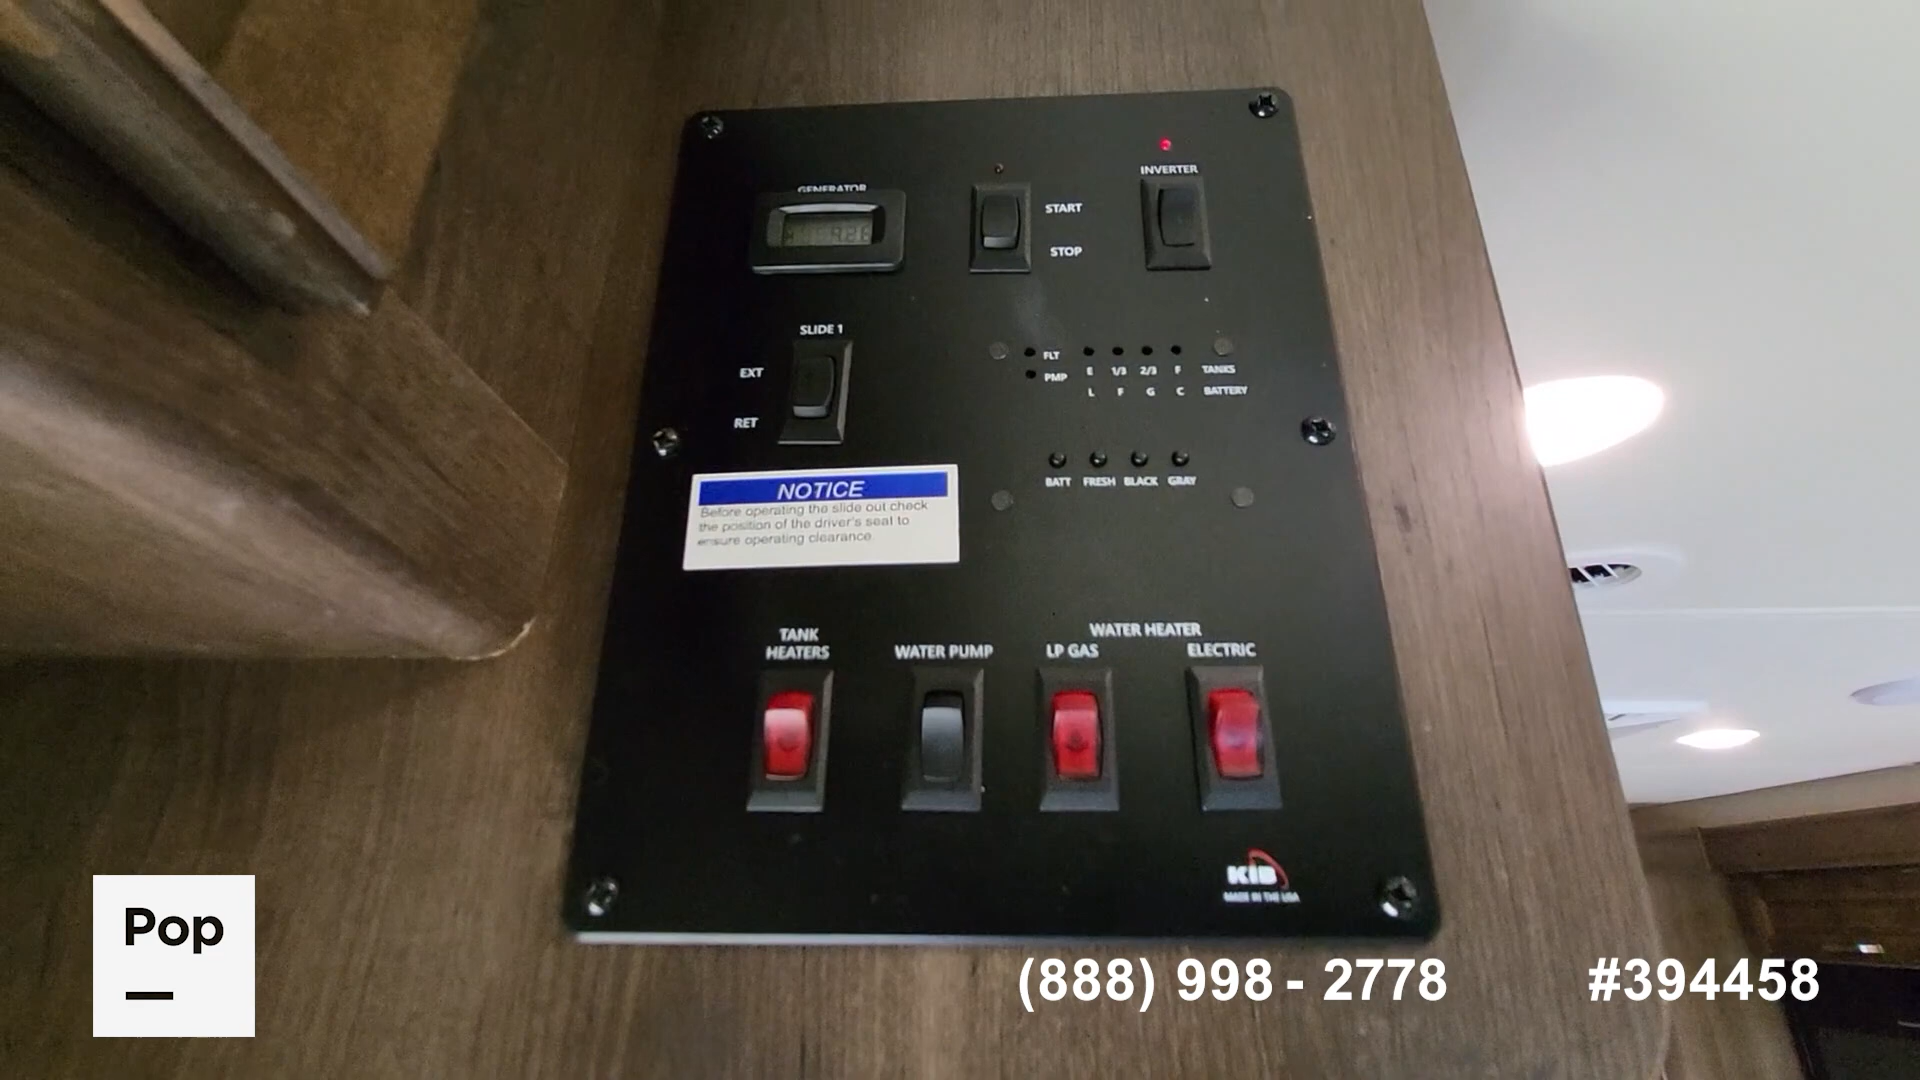 GENERATOR
START
STOP
INVERTER
SLIDE 1
EXT
RET
FLT
PMP
E 1/3 2/3 F TANKS
L F G C BATTERY
BATT FRESH BLACK GRAY
NOTICE
Before operating the slide out check
the position of the driver's seat to
ensure operating clearance.
TANK
HEATERS
WATER PUMP
WATER HEATER
LP GAS
ELECTRIC
KIB
MADE IN THE USA
Pop
(888) 998 - 2778
#394458